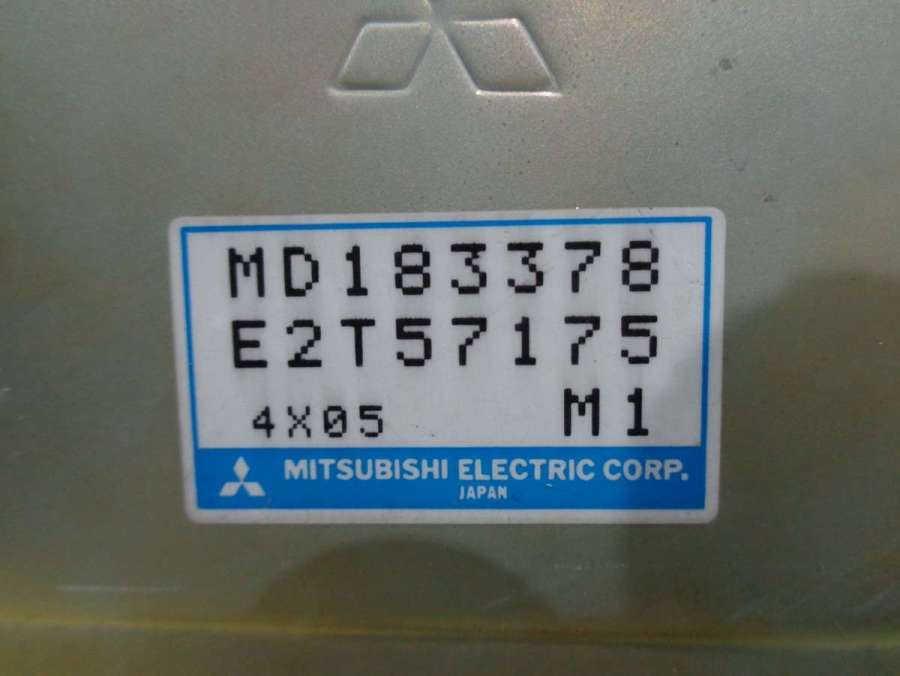 MD183378
E2T57175
4X05 M1
MITSUBISHI ELECTRIC CORP.
JAPAN